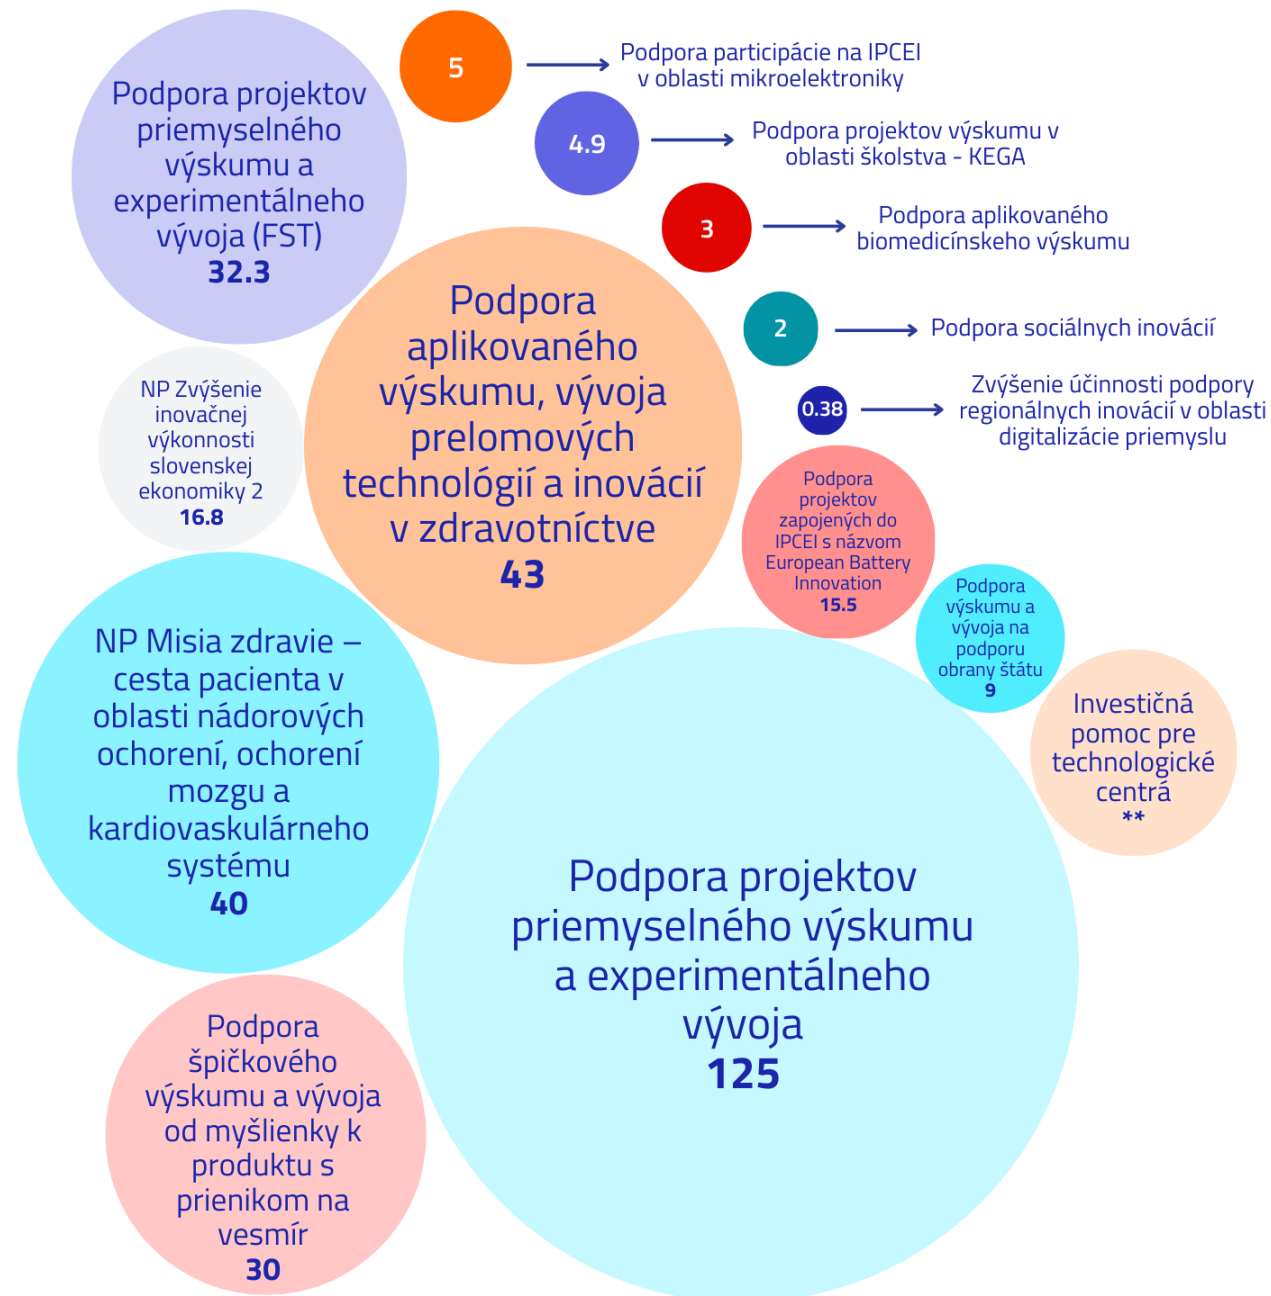 Podpora projektov
priemyselného
výskumu a
experimentálneho
vývoja (FST)
32.3
5
Podpora participácie na IPCEI
v oblasti mikroelektroniky
4.9
Podpora projektov výskumu v
oblasti školstva - KEGA
3
Podpora aplikovaného
biomedicínskeho výskumu
2
Podpora sociálnych inovácií
0.38
Zvýšenie účinnosti podpory
regionálnych inovácií v oblasti
digitalizácie priemyslu
Podpora
aplikovaného
výskumu, vývoja
prelomových
technológií a inovácií
v zdravotníctve
43
NP Zvýšenie
inovačnej
výkonnosti
slovenskej
ekonomiky 2
16.8
Podpora
projektov
zapojených do
IPCEI s názvom
European Battery
Innovation
15.5
Podpora
výskumu a
vývoja na
podporu
obrany štátu
9
Investičná
pomoc pre
technologické
centrá
**
NP Misia zdravie –
cesta pacienta v
oblasti nádorových
ochorení, ochorení
mozgu a
kardiovaskulárneho
systému
40
Podpora projektov
priemyselného výskumu
a experimentálneho
vývoja
125
Podpora
špičkového
výskumu a vývoja
od myšlienky k
produktu s
prienikom na
vesmír
30